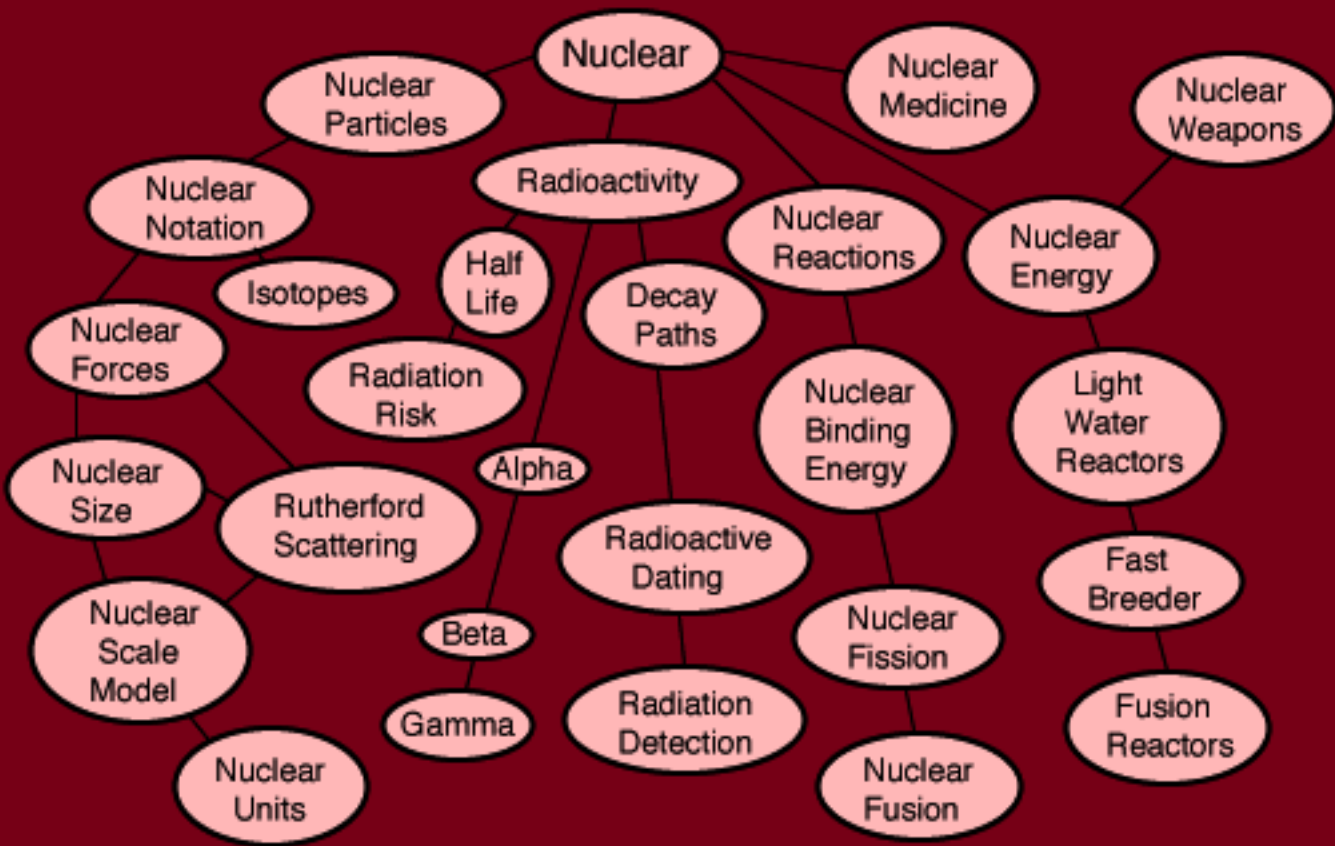 Nuclear
Nuclear
Particles
Nuclear
Medicine
Nuclear
Weapons
Nuclear
Notation
Radioactivity
Nuclear
Reactions
Nuclear
Energy
Half
Life
Isotopes
Decay
Paths
Nuclear
Forces
Radiation
Risk
Nuclear
Binding
Energy
Light
Water
Reactors
Nuclear
Size
Alpha
Rutherford
Scattering
Radioactive
Dating
Fast
Breeder
Nuclear
Scale
Model
Beta
Nuclear
Fission
Gamma
Radiation
Detection
Fusion
Reactors
Nuclear
Units
Nuclear
Fusion